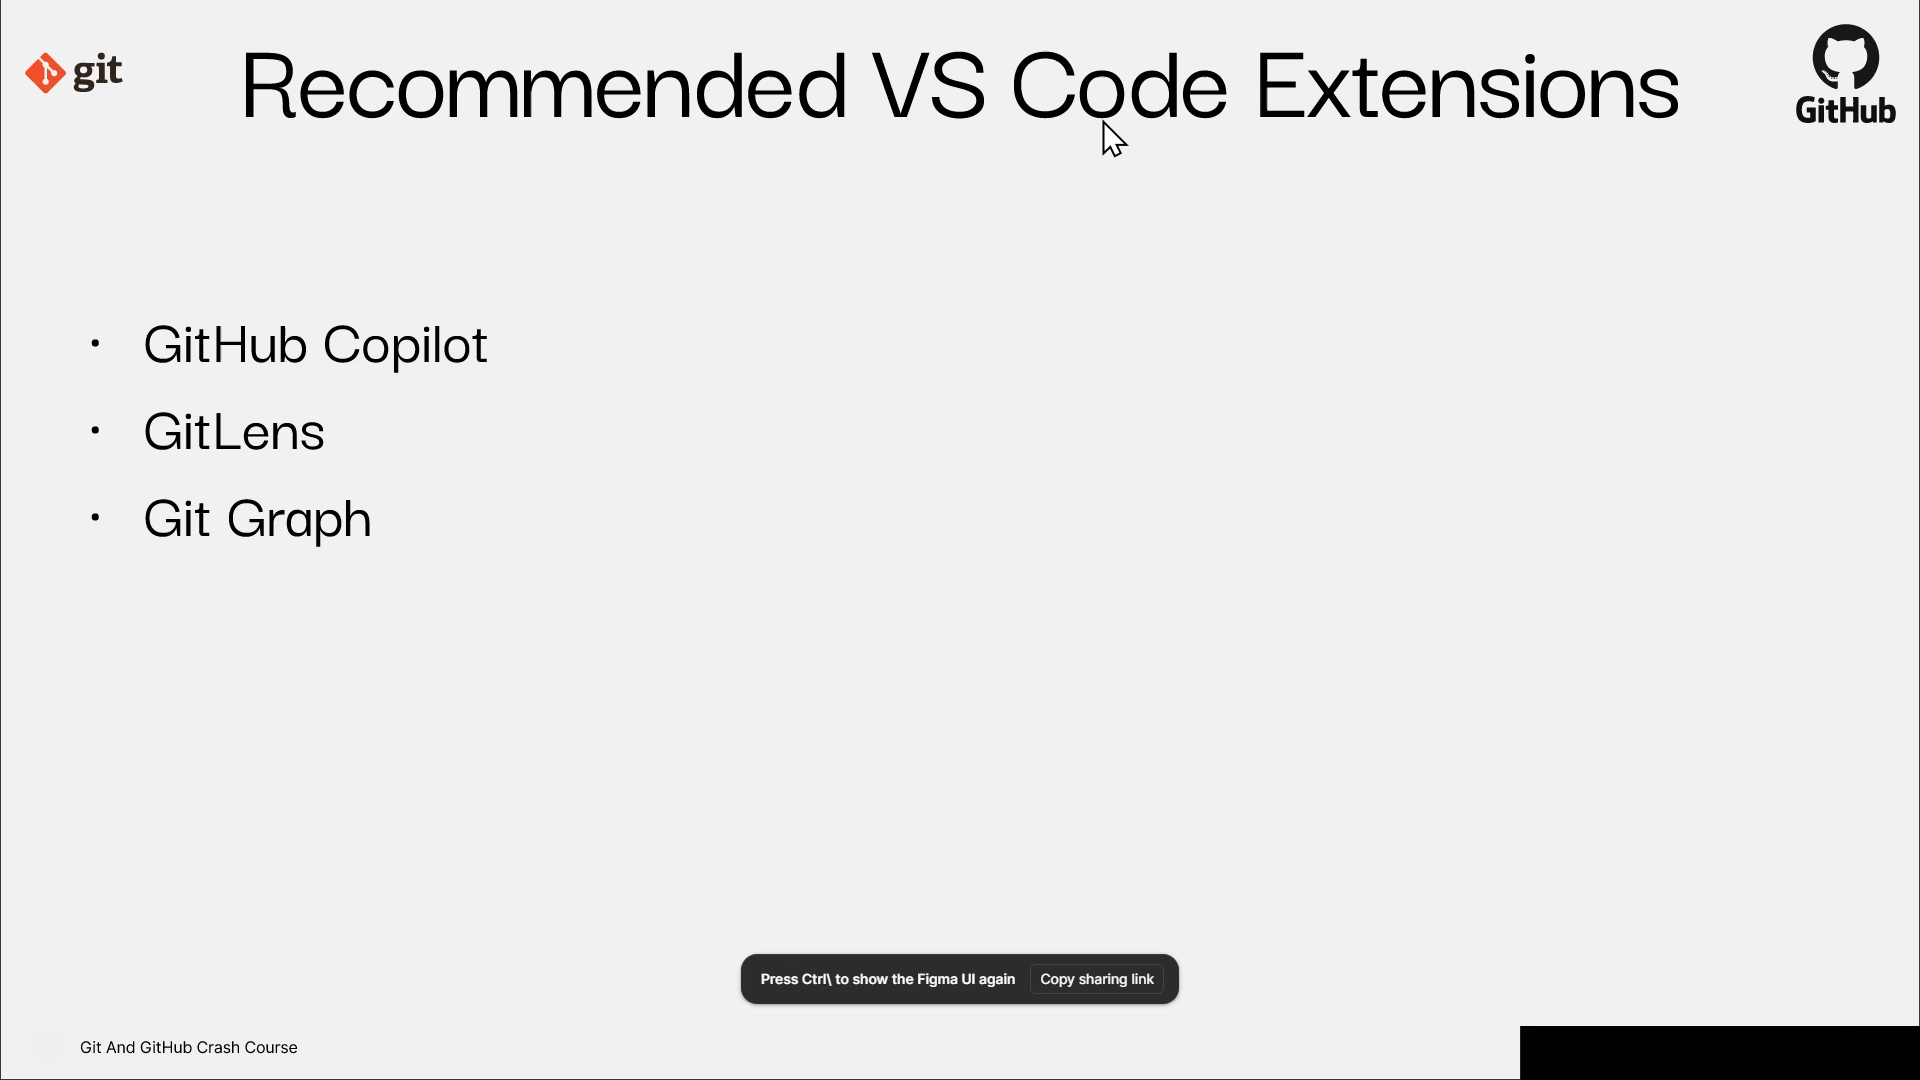 git
Recommended VS Code Extensions
GitHub
· GitHub Copilot
· GitLens
· Git Graph
Press Ctrl\ to show the Figma UI again
Copy sharing link
Git And GitHub Crash Course